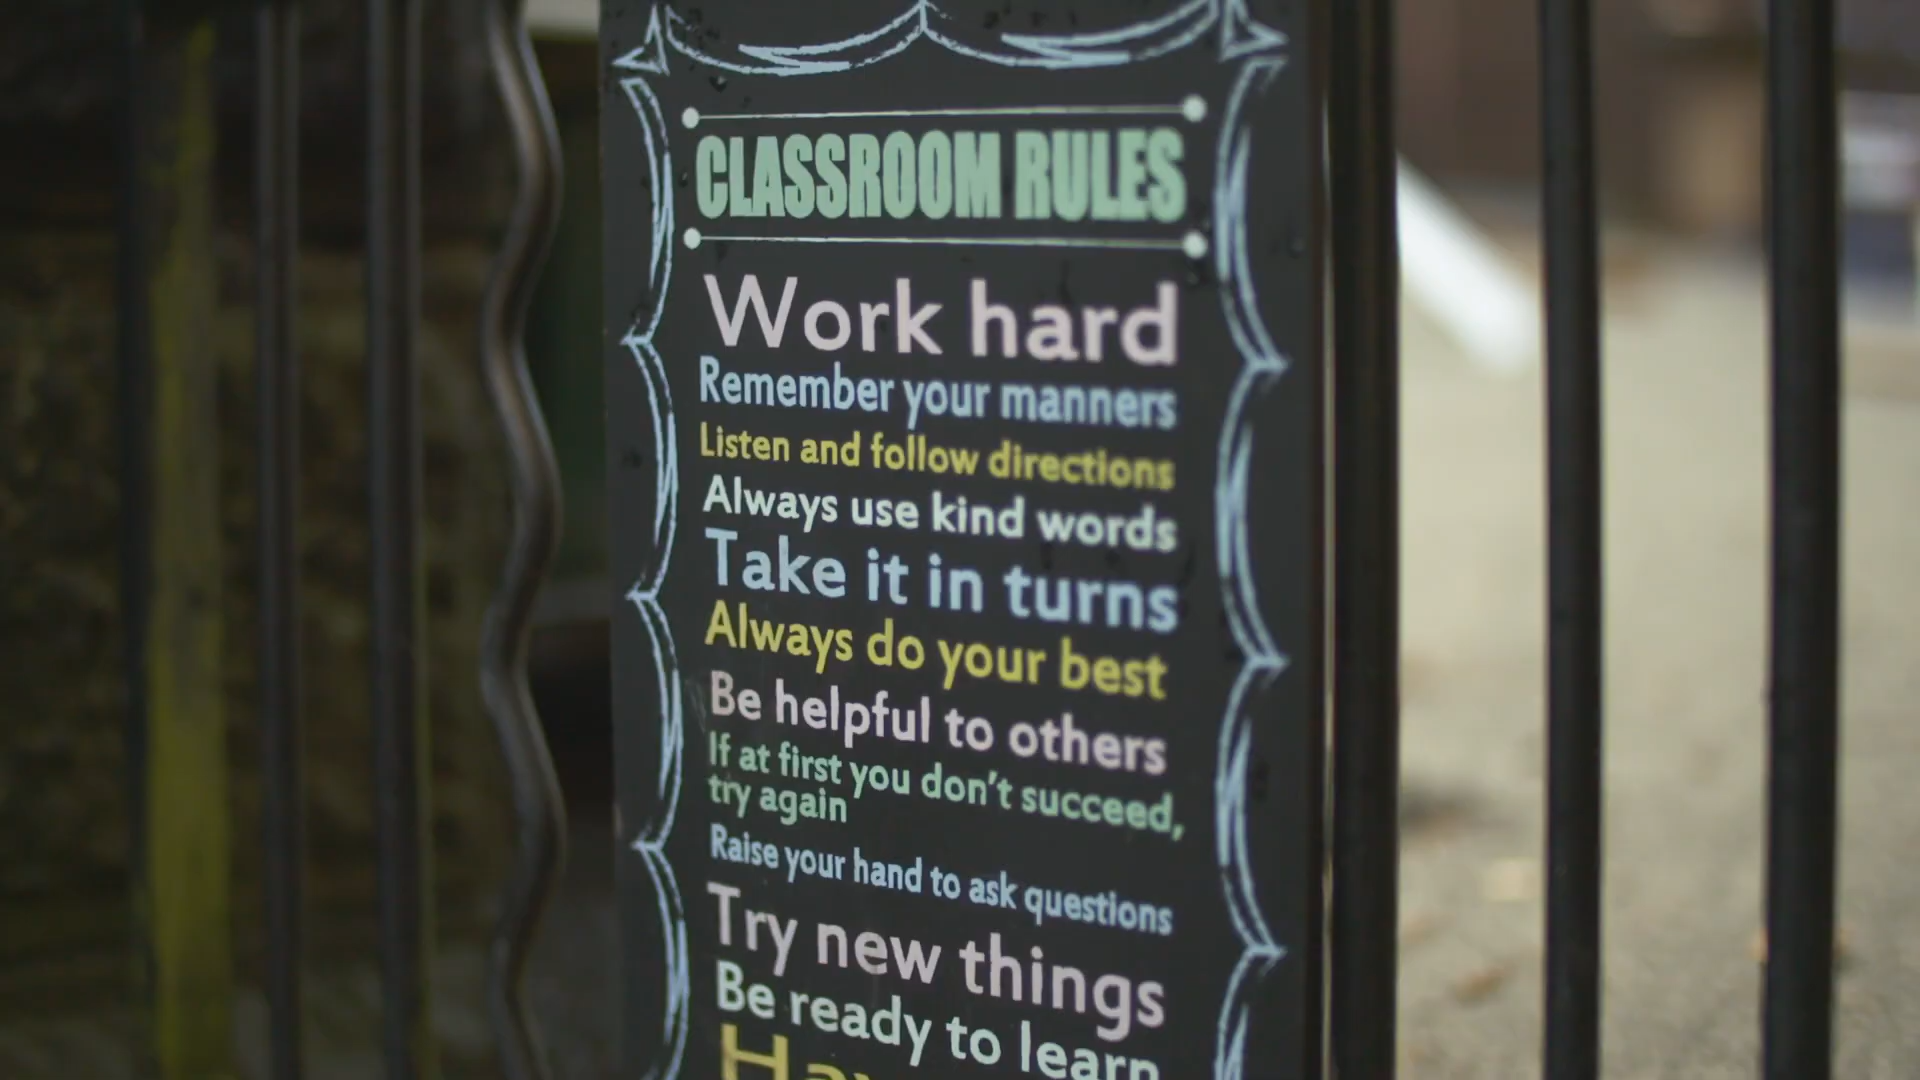 CLASSROOM RULES
Work hard
Remember your manners
Listen and follow directions
Always use kind words
Take it in turns
Always do your best
Be helpful to others
If at first you don't succeed,
try again
Raise your hand to ask questions
Try new things
Be ready to learn